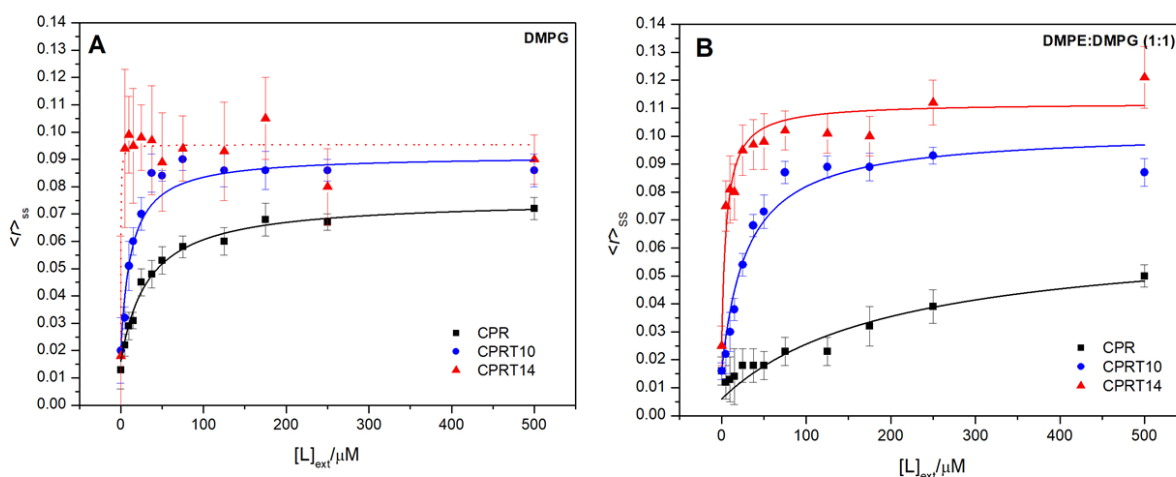 A
DMPG
0.14
0.13
0.12
0.11
0.10
0.09
0.08
0.07
0.06
0.05
0.04
0.03
0.02
0.01
0.00
<r>ss
CPR
CPRT10
CPRT14
0 100 200 300 400 500
[L]ext/μM
B
DMPE:DMPG (1:1)
0.14
0.13
0.12
0.11
0.10
0.09
0.08
0.07
0.06
0.05
0.04
0.03
0.02
0.01
0.00
<r>SS
CPR
CPRT10
CPRT14
0 100 200 300 400 500
[L]ext/μM